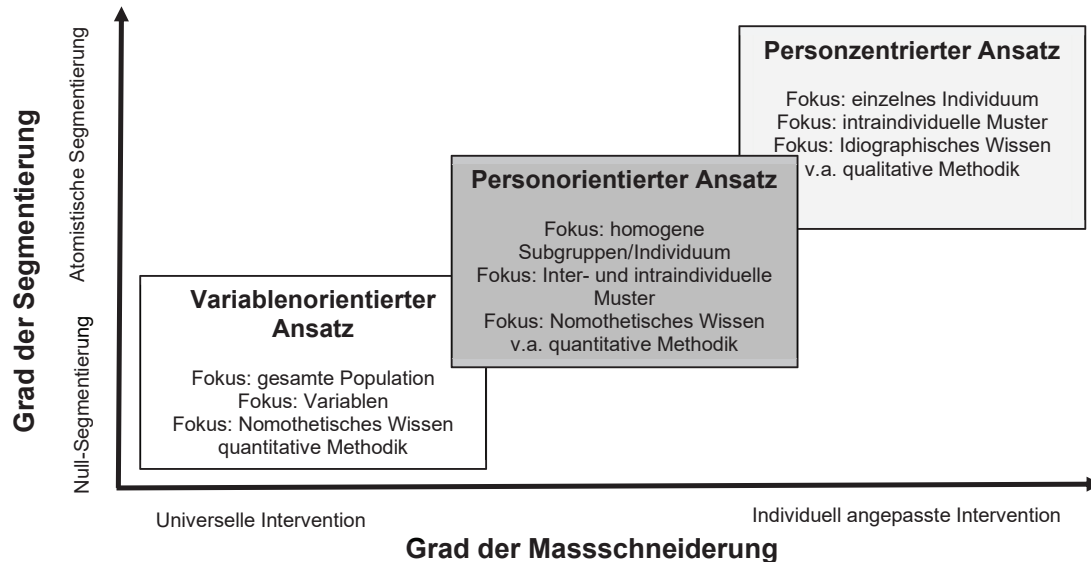 Grad der Segmentierung
Atomistische Segmentierung
Null-Segmentierung
Personzentrierter Ansatz
Fokus: einzelnes Individuum
Fokus: intraindividuelle Muster
Fokus: Idiographisches Wissen
v.a. qualitative Methodik
Personorientierter Ansatz
Fokus: homogene
Subgruppen/Individuum
Fokus: Inter- und intraindividuelle
Muster
Fokus: Nomothetisches Wissen
v.a. quantitative Methodik
Variablenorientierter
Ansatz
Fokus: gesamte Population
Fokus: Variablen
Fokus: Nomothetisches Wissen
quantitative Methodik
Universelle Intervention
Individuell angepasste Intervention
Grad der Massschneiderung